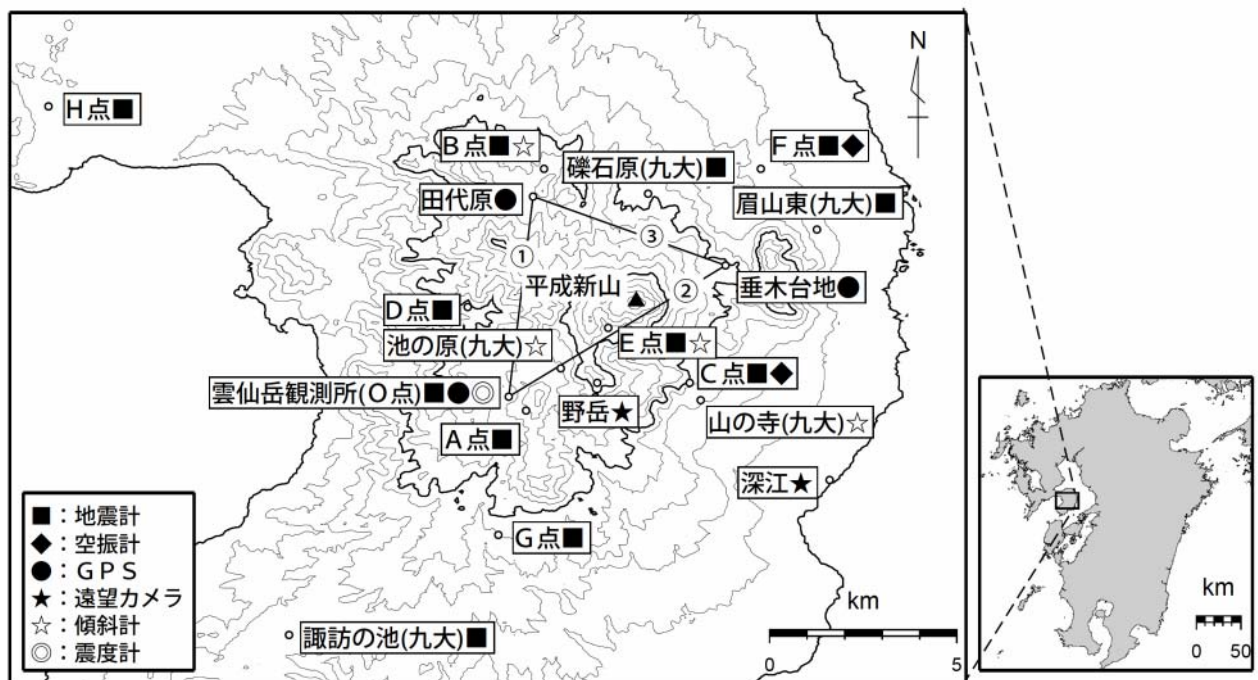 N
H点■
B点■☆
F点■◆
礫石原(九大)■
田代原●
眉山東(九大)■
③
①
平成新山▲
②
垂木台地●
D点■
池の原(九大)☆
E点■☆
C点■◆
雲仙岳観測所(O点)■●◎
野岳★
山の寺(九大)☆
A点■
深江★
G点■
諏訪の池(九大)■
■：地震計
◆：空振計
●：GPS
★：遠望カメラ
☆：傾斜計
◎：震度計
km
0 5
km
0 50